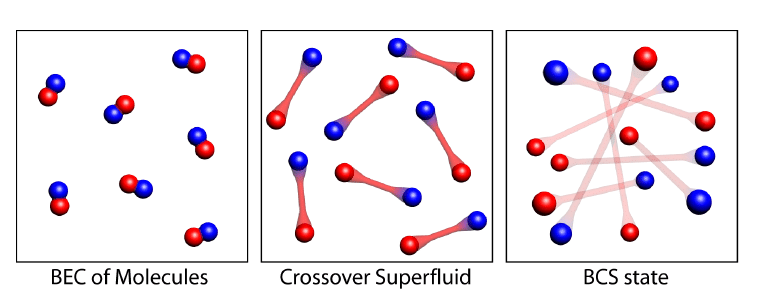 BEC of Molecules
Crossover Superfluid
BCS state